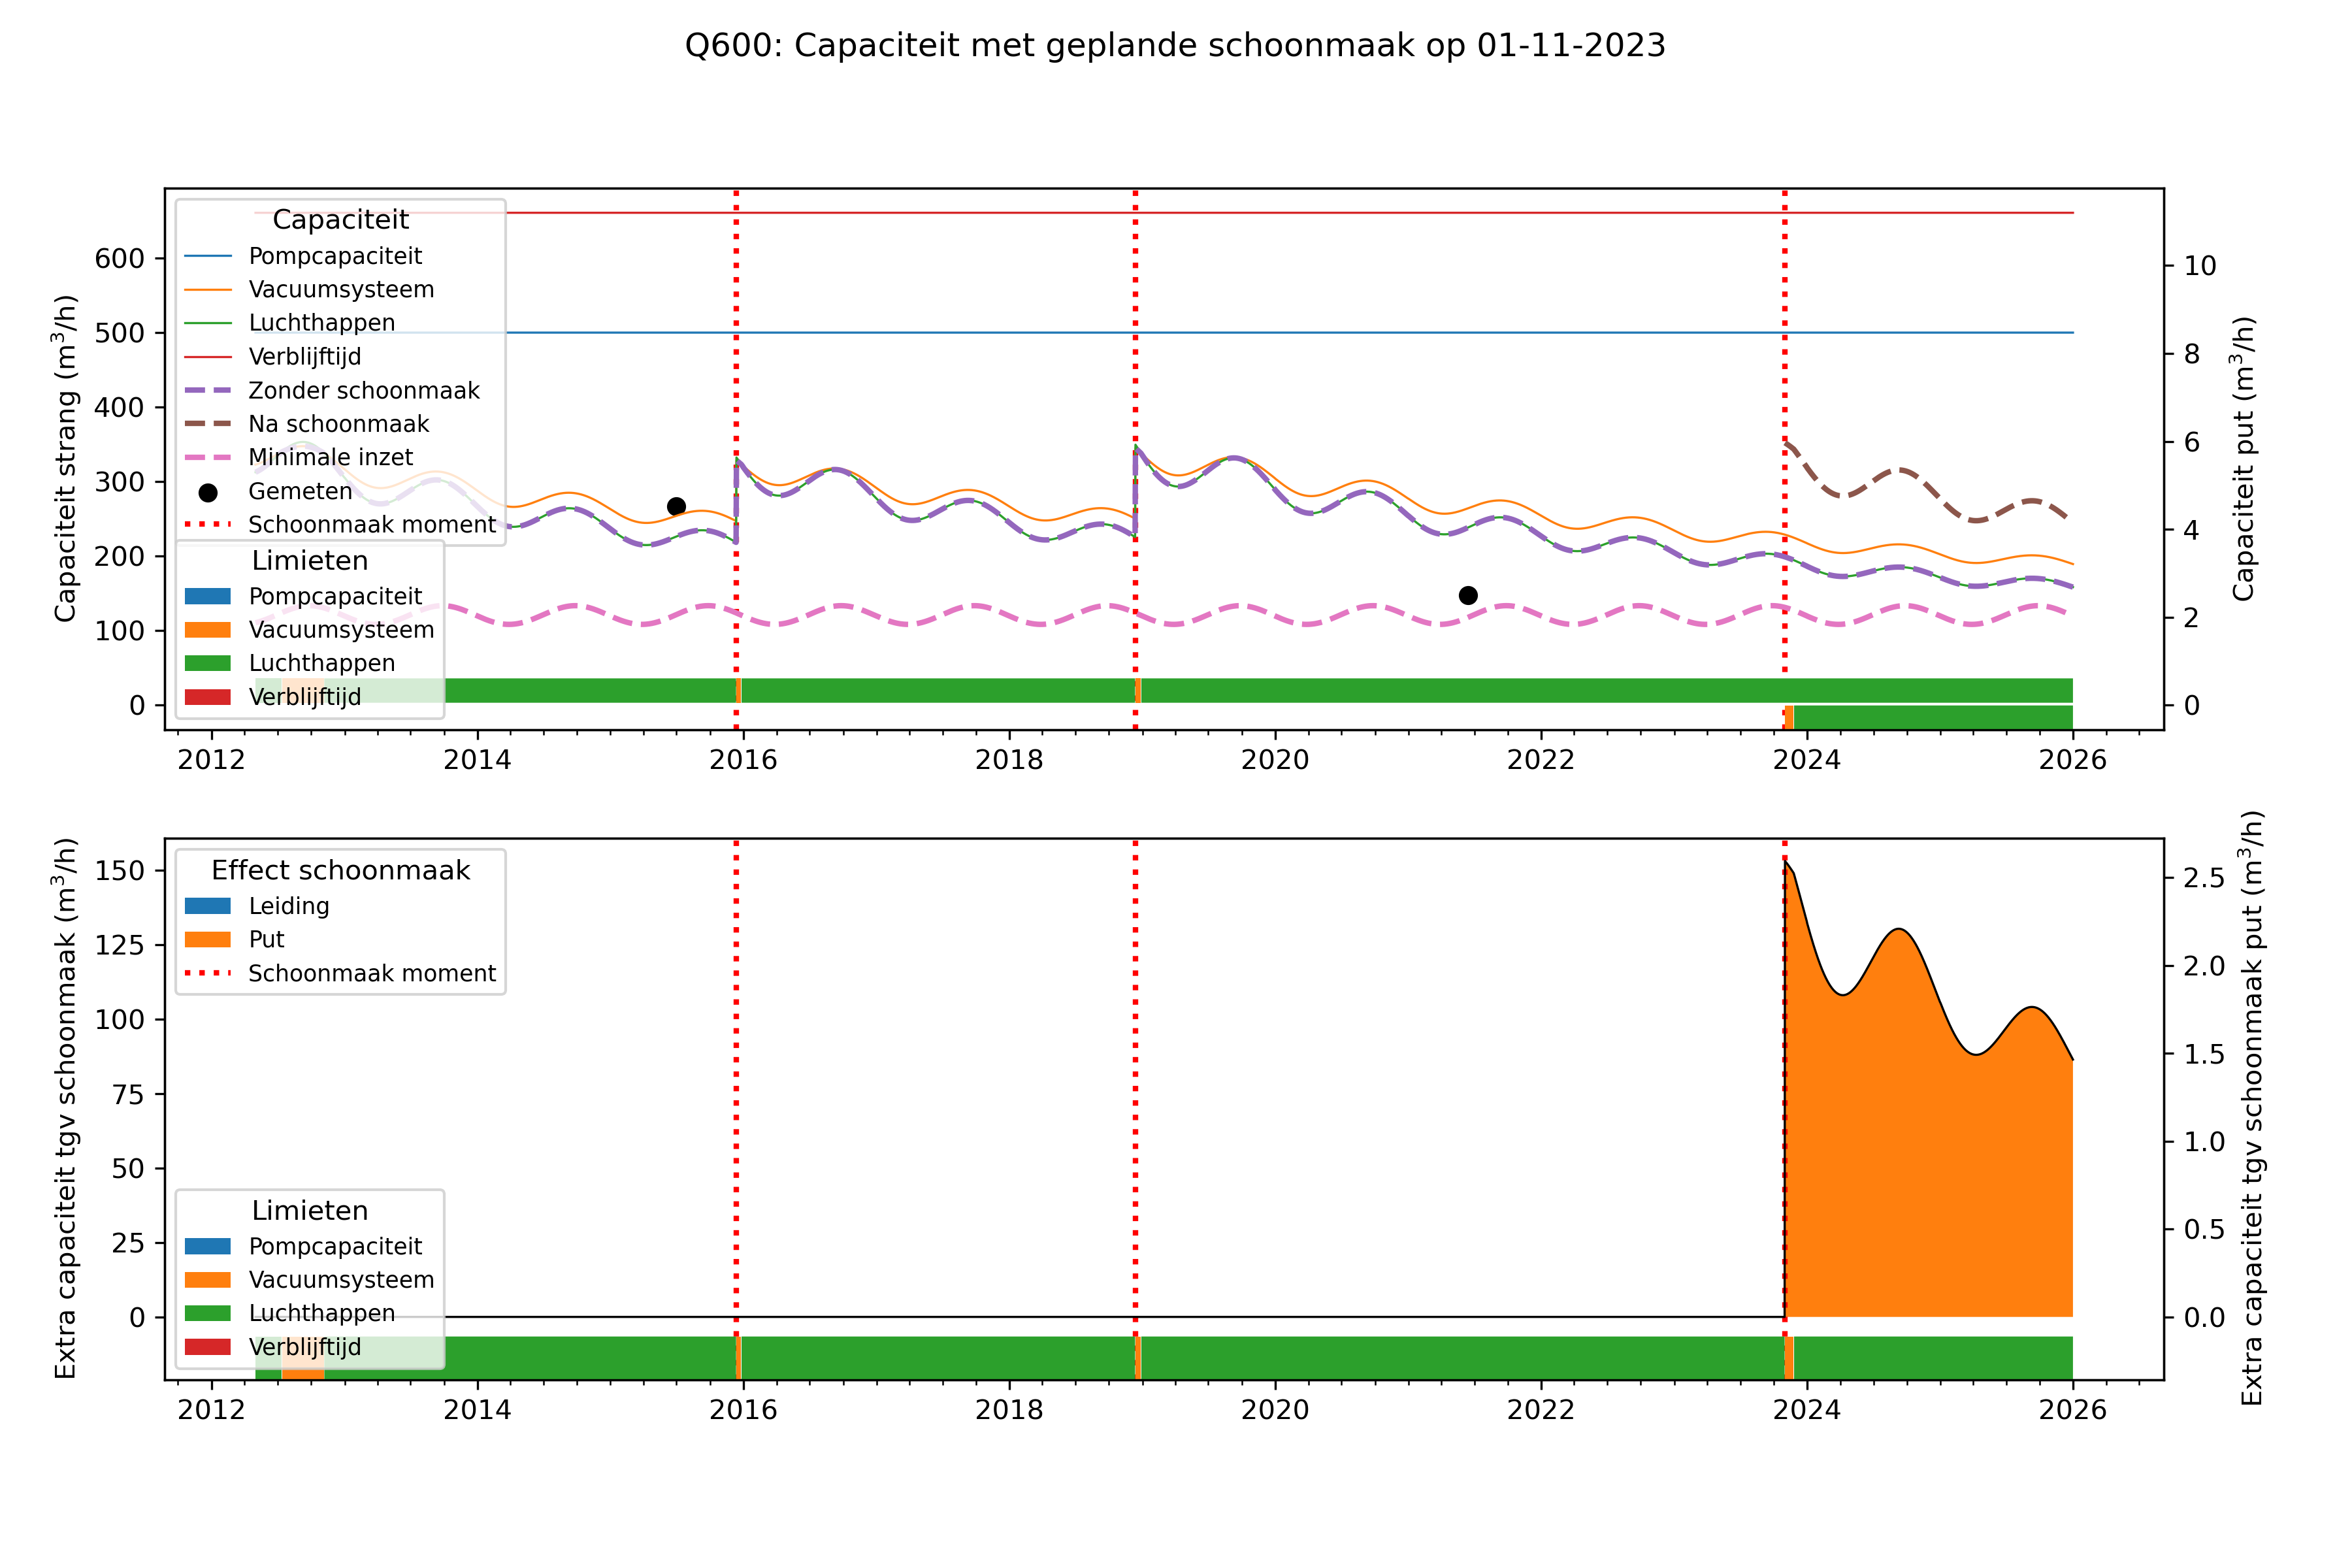 Q600: Capaciteit met geplande schoonmaak op 01-11-2023
Capaciteit strang (m³/h)
600
500
400
300
200
100
0
Capaciteit
Pompcapaciteit
Vacuumsysteem
Luchthappen
Verblijftijd
Zonder schoonmaak
Na schoonmaak
Minimale inzet
Gemeten
Schoonmaak moment
Limieten
Pompcapaciteit
Vacuumsysteem
Luchthappen
Verblijftijd
10
8
6
4
2
0
Capaciteit put (m³/h)
2012 2014 2016 2018 2020 2022 2024 2026
Extra capaciteit tgv schoonmaak (m³/h)
150
125
100
75
50
25
0
Effect schoonmaak
Leiding
Put
Schoonmaak moment
Limieten
Pompcapaciteit
Vacuumsysteem
Luchthappen
Verblijftijd
2.5
2.0
1.5
1.0
0.5
0.0
Extra capaciteit tgv schoonmaak put (m³/h)
2012 2014 2016 2018 2020 2022 2024 2026